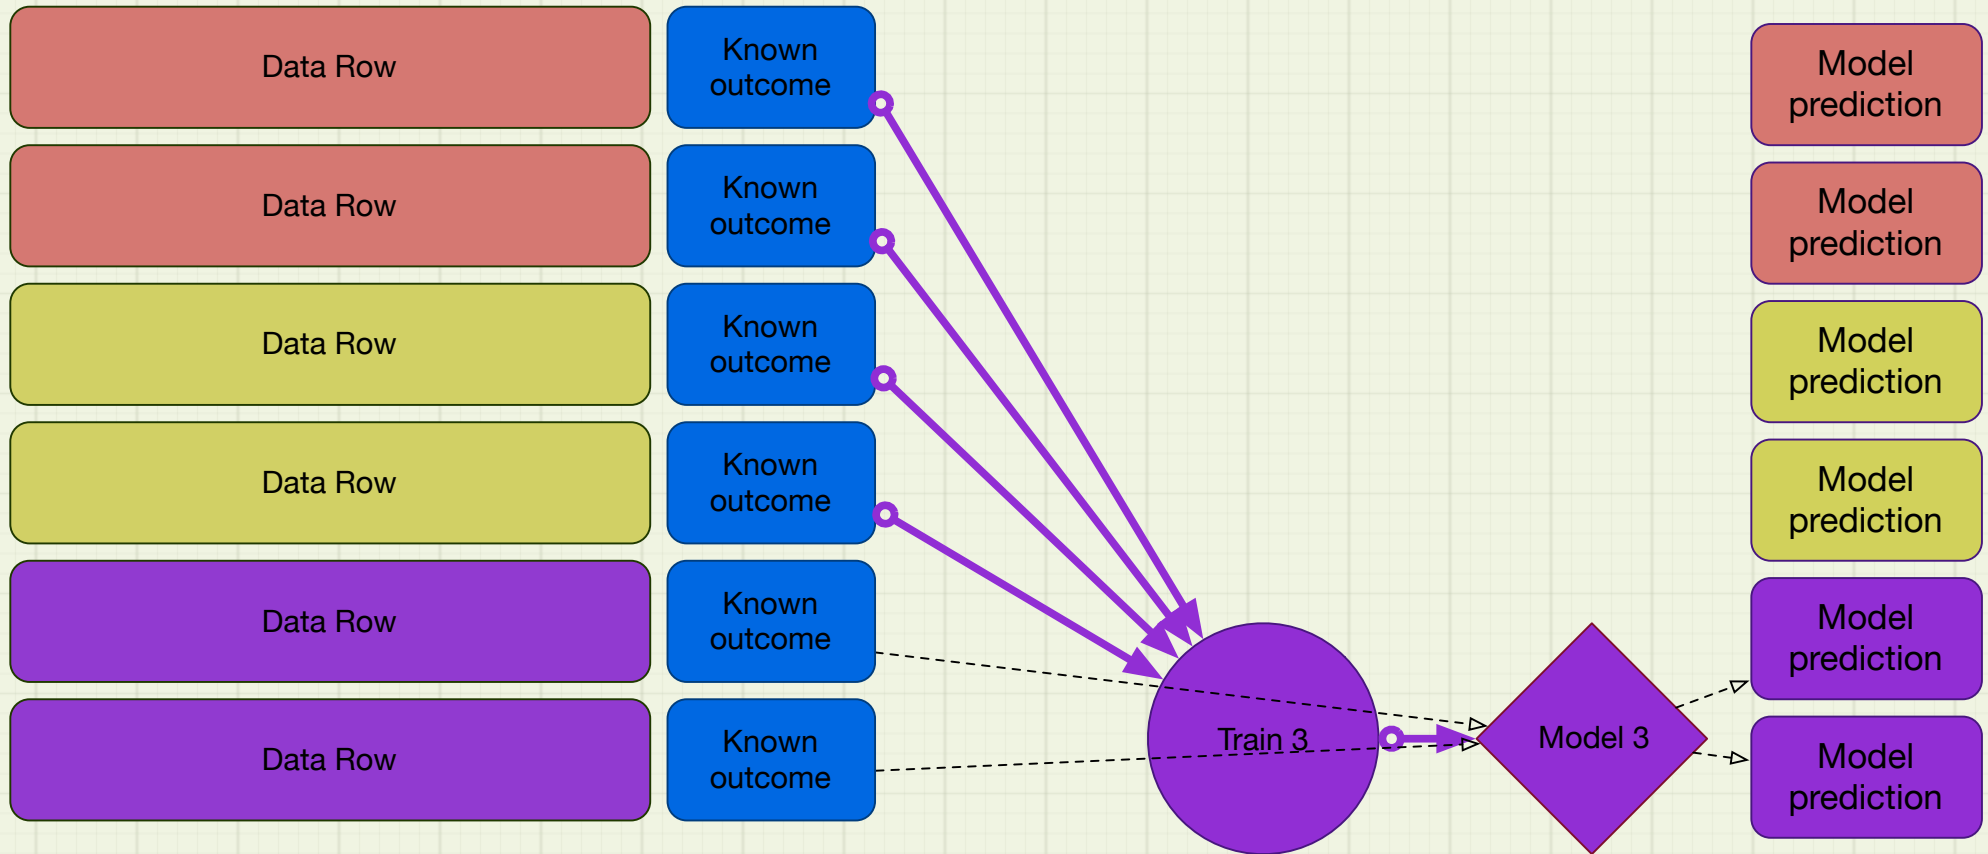 Data Row
Known
outcome
Model
prediction
Data Row
Known
outcome
Model
prediction
Data Row
Known
outcome
Model
prediction
Data Row
Known
outcome
Model
prediction
Data Row
Known
outcome
Model
prediction
Data Row
Known
outcome
Train 3
Model 3
Model
prediction